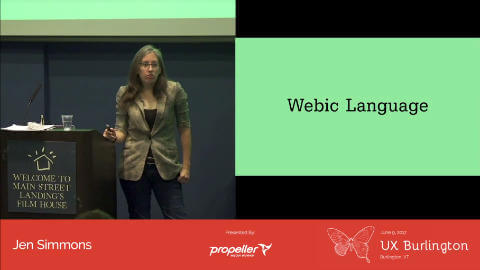 Webic Language
WELCOME TO
MAIN STREET
LANDING'S
FILM HOUSE
Jen Simmons
Presented By:
propeller
June 9, 2017
UX Burlington
Burlington, VT